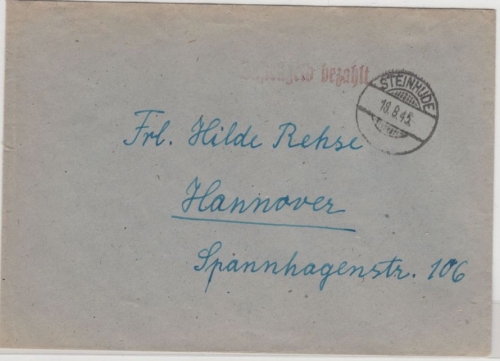 bezahlt
STEINHUDE
18.8.45.
Frl. Hilde Rehse
Hannover
Spannhagenstr. 106